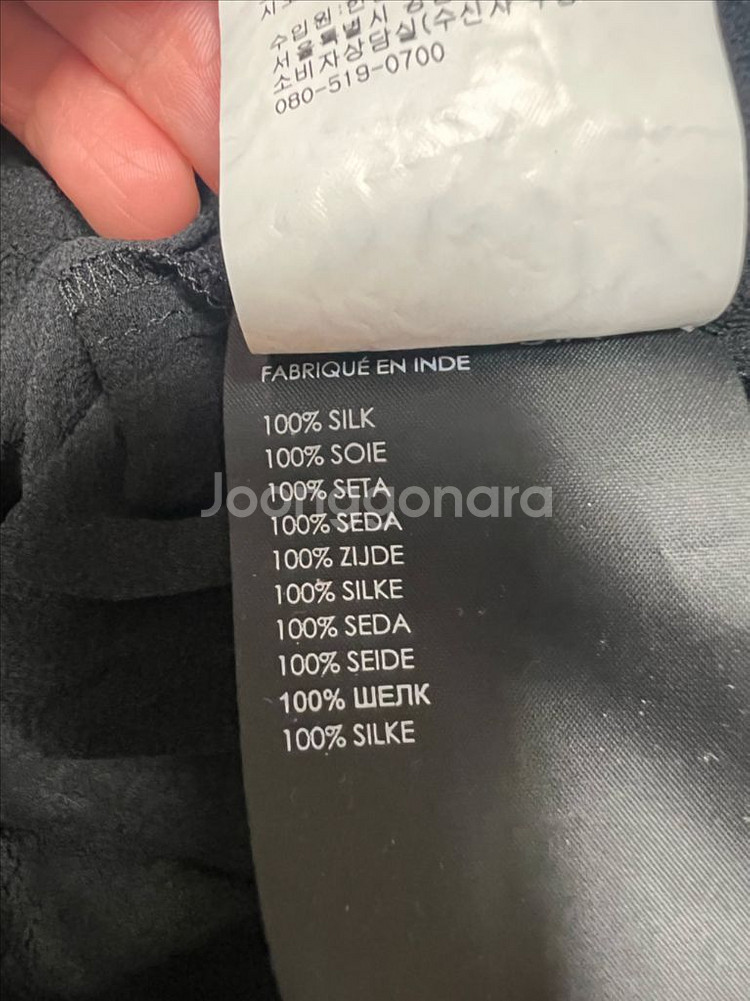 수입원:한
서울특별시
소비자상담실(수신자
080-519-0700
FABRIQUÉ EN INDE
100% SILK
100% SOIE
100% SETA
100% SEDA
100% ZIJDE
100% SILKE
100% SEDA
100% SEIDE
100% ШЕЛК
100% SILKE
Joonggonara